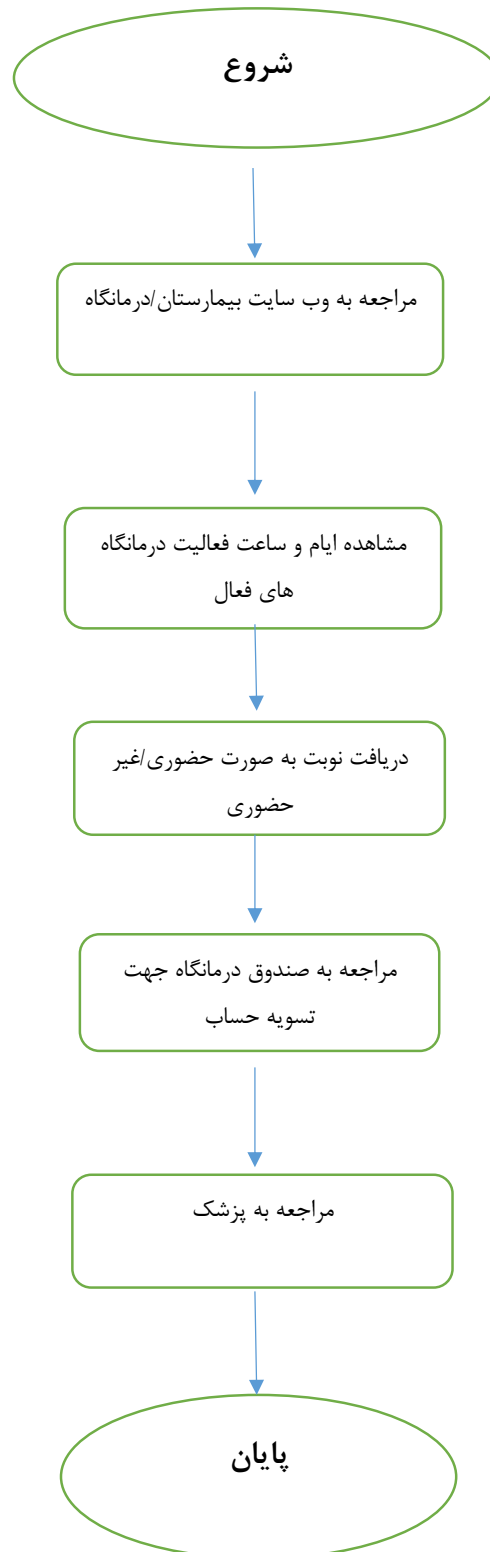 شروع
مراجعه به وب سایت بیمارستان/درمانگاه
مشاهده ایام و ساعت فعالیت درمانگاه
های فعال
دریافت نوبت به صورت حضوری/غیر
حضوری
مراجعه به صندوق درمانگاه جهت
تسویه حساب
مراجعه به پزشک
پایان